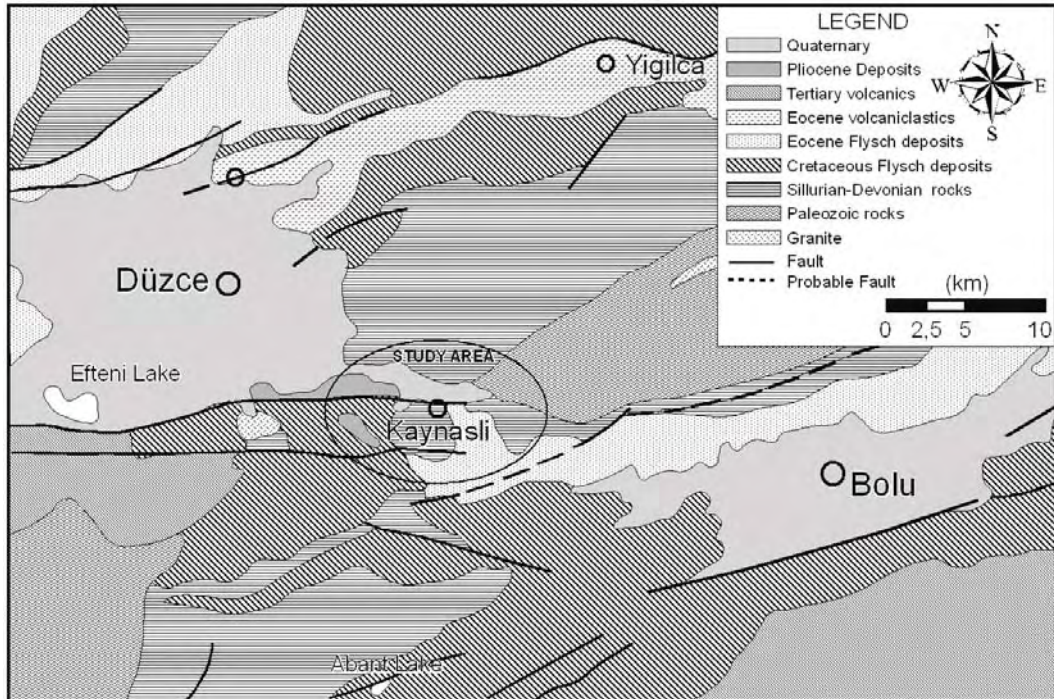 LEGEND
Quaternary
Pliocene Deposits
Tertiary volcanics
Eocene volcaniclastics
Eocene Flysch deposits
Cretaceous Flysch deposits
Sillurian-Devonian rocks
Paleozoic rocks
Granite
Fault
Probable Fault
N
W E
S
(km)
0 2,5 5 10
Yigilca
Düzce
STUDY AREA
Efteni Lake
Kaynasli
Bolu
Abant Lake